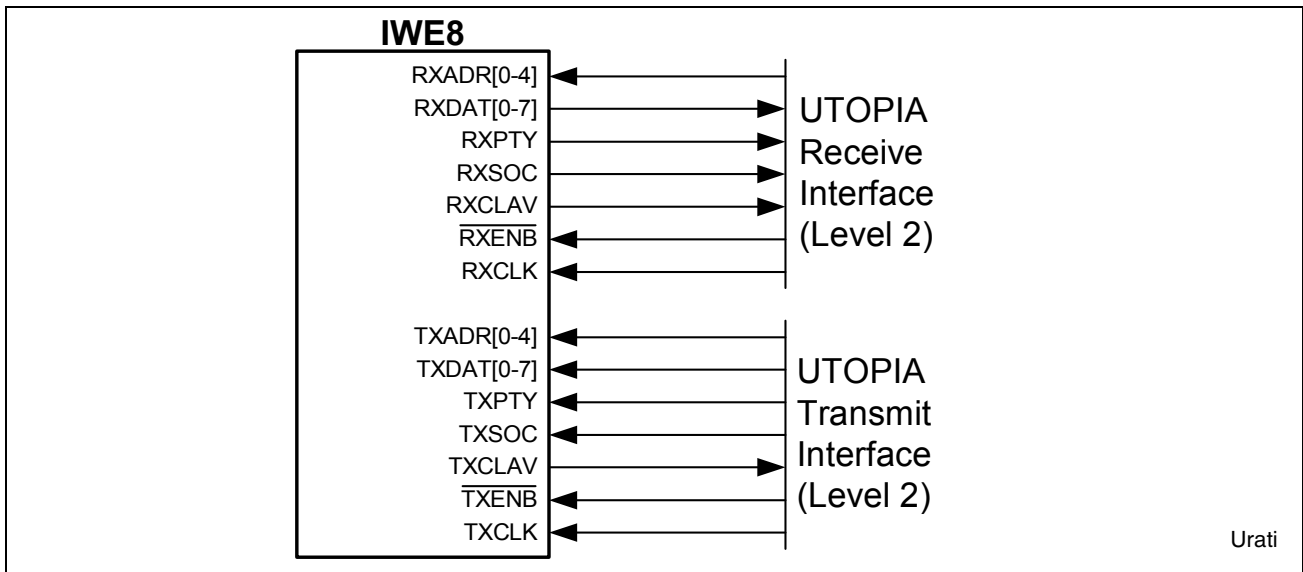 IWE8
RXADR[0-4]
RXDAT[0-7]
RXPTY
RXSOC
RXCLAV
RXENB
RXCLK
UTOPIA
Receive
Interface
(Level 2)
TXADR[0-4]
TXDAT[0-7]
TXPTY
TXSOC
TXCLAV
TXENB
TXCLK
UTOPIA
Transmit
Interface
(Level 2)
Urati